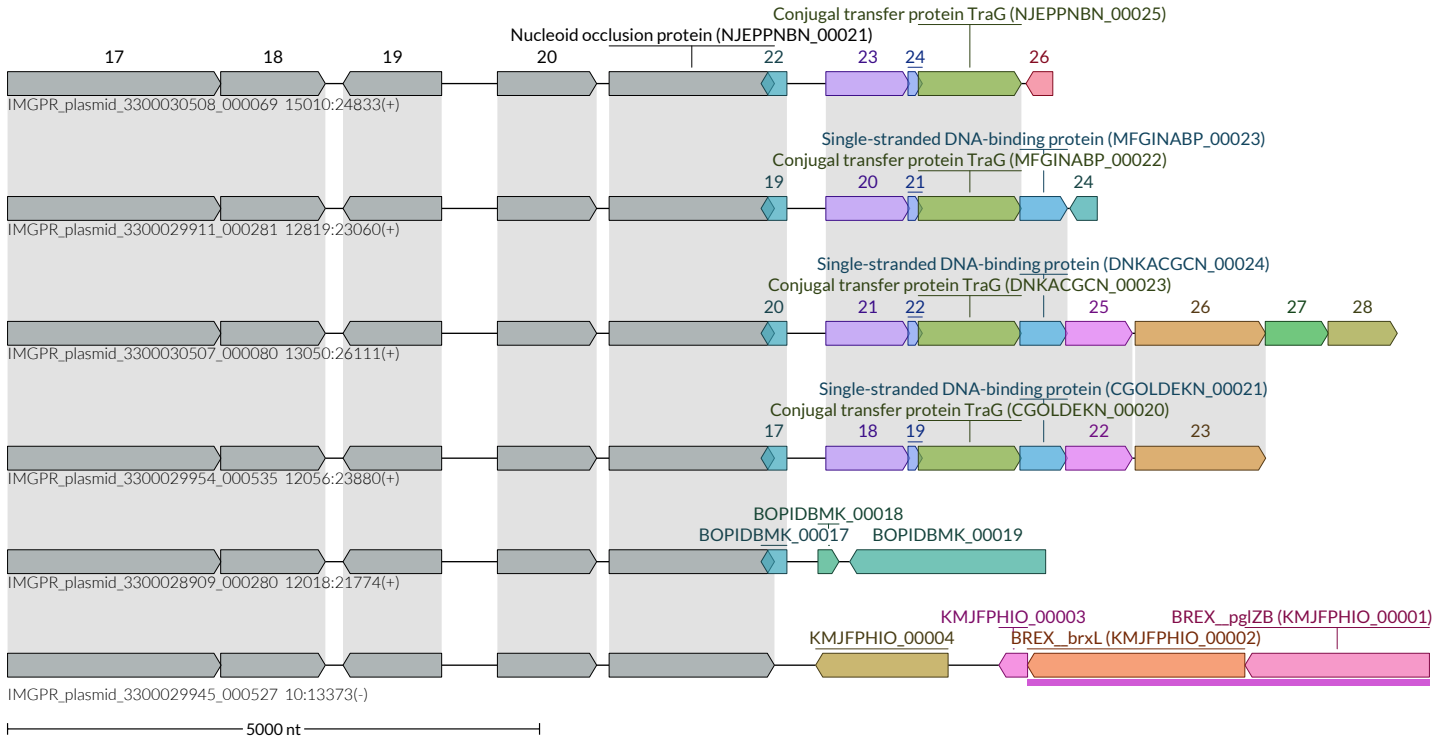 Conjugal transfer protein TraG (NJEPPNBN_00025)
Nucleoid occlusion protein (NJEPPNBN_00021)
17 18 19 20 22 23 24 26
IMGPR_plasmid_3300030508_000069 15010:24833(+)
Single-stranded DNA-binding protein (MFGINABP_00023)
Conjugal transfer protein TraG (MFGINABP_00022)
19 20 21 24
IMGPR_plasmid_3300029911_000281 12819:23060(+)
Single-stranded DNA-binding protein (DNKACGCN_00024)
Conjugal transfer protein TraG (DNKACGCN_00023)
20 21 22 25 26 27 28
IMGPR_plasmid_3300030507_000080 13050:26111(+)
Single-stranded DNA-binding protein (CGOLDEKN_00021)
Conjugal transfer protein TraG (CGOLDEKN_00020)
17 18 19 22 23
IMGPR_plasmid_3300029954_000535 12056:23880(+)
BOPIDBMK_00018
BOPIDBMK_00017 BOPIDBMK_00019
IMGPR_plasmid_3300028909_000280 12018:21774(+)
KMJFPHIO_00003 BREX__pglZB (KMJFPHIO_00001)
KMJFPHIO_00004 BREX__brxL (KMJFPHIO_00002)
IMGPR_plasmid_3300029945_000527 10:13373(-)
5000 nt